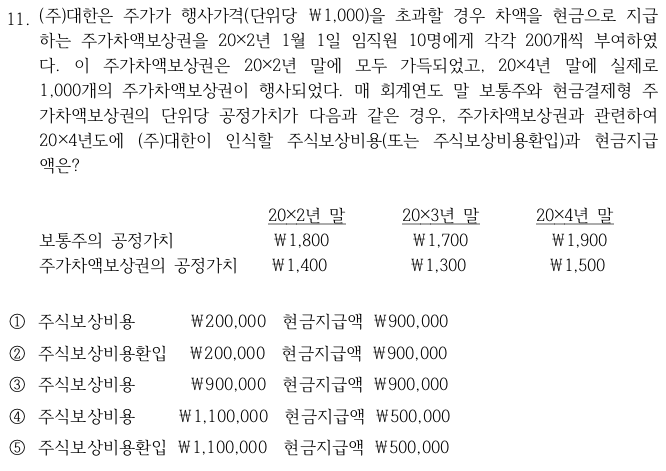 11. (주)대한은 주가가 행사가격(단위당 ₩1,000)을 초과할 경우 차액을 현금으로 지급
하는 주가차액보상권을 20×2년 1월 1일 임직원 10명에게 각각 200개씩 부여하였
다. 이 주가차액보상권은 20×2년 말에 모두 가득되었고, 20×4년 말에 실제로
1,000개의 주가차액보상권이 행사되었다. 매 회계연도 말 보통주와 현금결제형 주
가차액보상권의 단위당 공정가치가 다음과 같은 경우, 주가차액보상권과 관련하여
20×4년도에 (주)대한이 인식할 주식보상비용(또는 주식보상비용환입)과 현금지급
액은?
20×2년 말 20×3년 말 20×4년 말
보통주의 공정가치 ₩1,800 ₩1,700 ₩1,900
주가차액보상권의 공정가치 ₩1,400 ₩1,300 ₩1,500
① 주식보상비용 ₩200,000 현금지급액 ₩900,000
② 주식보상비용환입 ₩200,000 현금지급액 ₩900,000
③ 주식보상비용 ₩900,000 현금지급액 ₩900,000
④ 주식보상비용 ₩1,100,000 현금지급액 ₩500,000
⑤ 주식보상비용환입 ₩1,100,000 현금지급액 ₩500,000